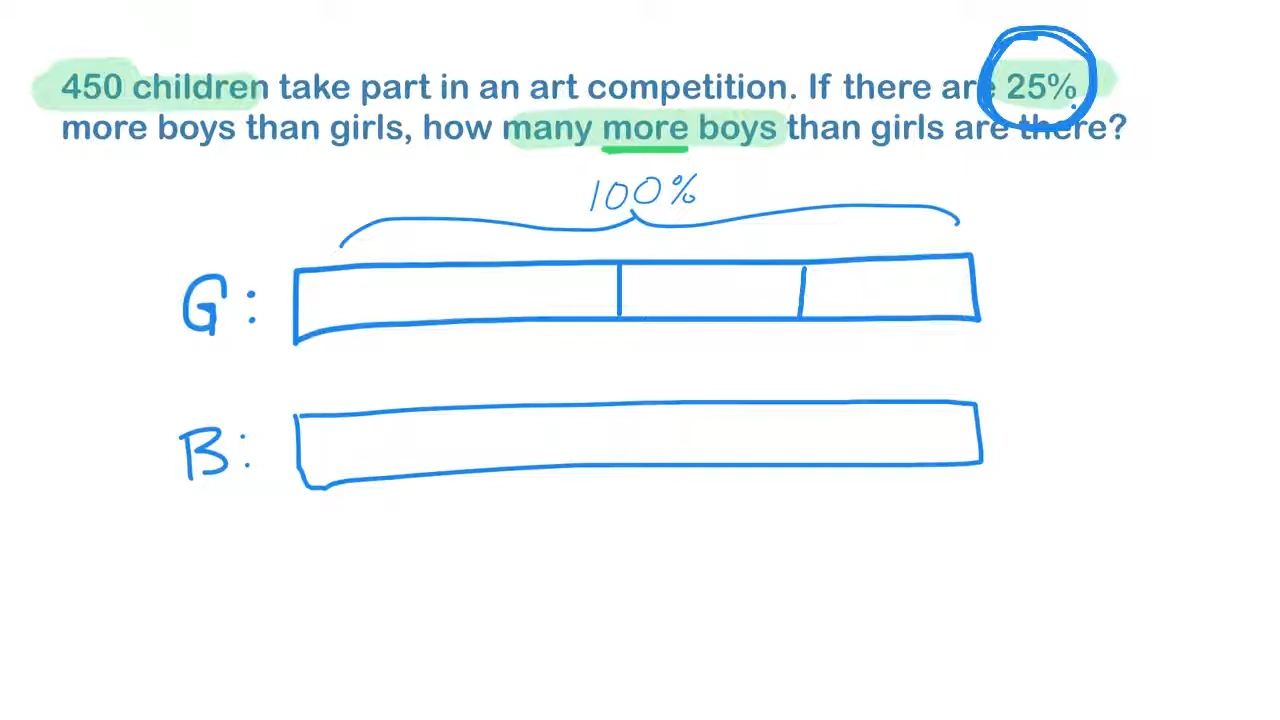 450 children take part in an art competition. If there are 25%
more boys than girls, how many more boys than girls are there?
100%
G:
B: